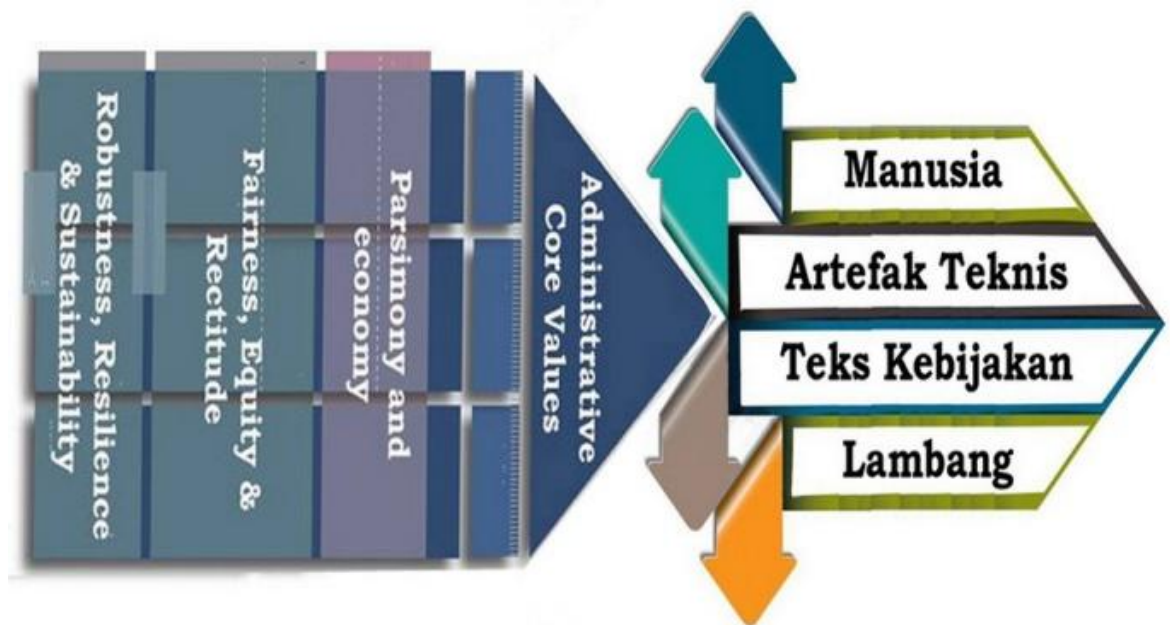 Robustness, Resilience
& Sustainability
Fairness, Equity &
Rectitude
Parsimony and
economy
Administrative
Core Values
Manusia
Artefak Teknis
Teks Kebijakan
Lambang